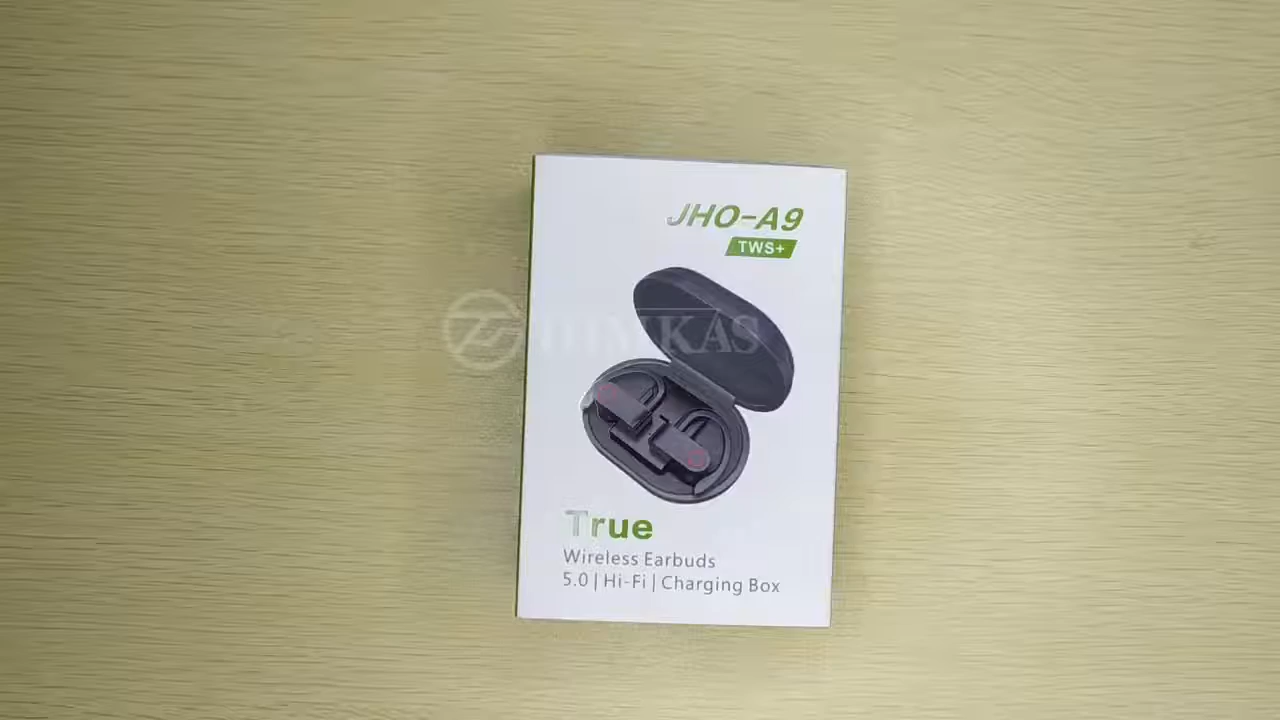 JHO-A9
TWS+
True
Wireless Earbuds
5.0 | Hi-Fi | Charging Box